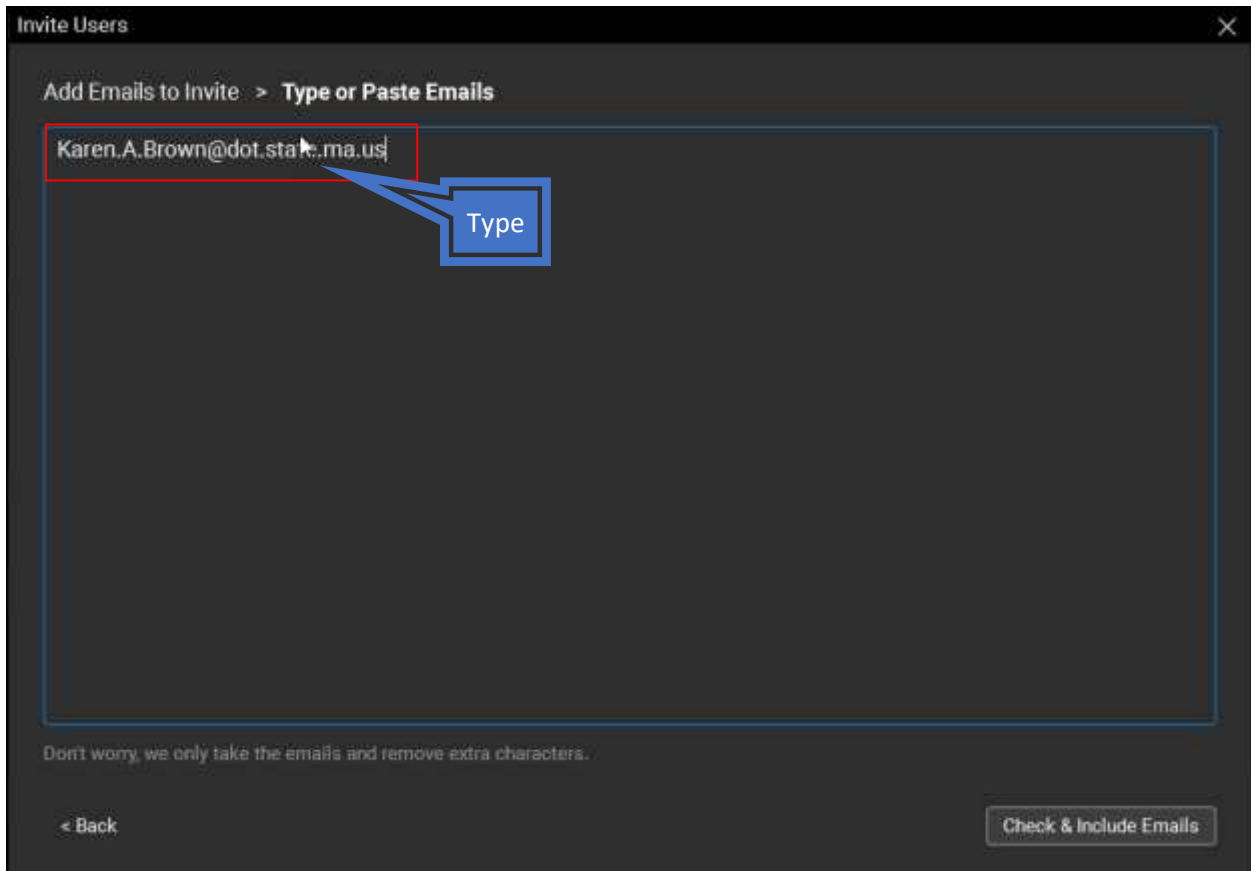 Invite Users
Add Emails to Invite > Type or Paste Emails
Karen.A.Brown@dot.state.ma.us
Type
Don't worry, we only take the emails and remove extra characters.
< Back
Check & Include Emails